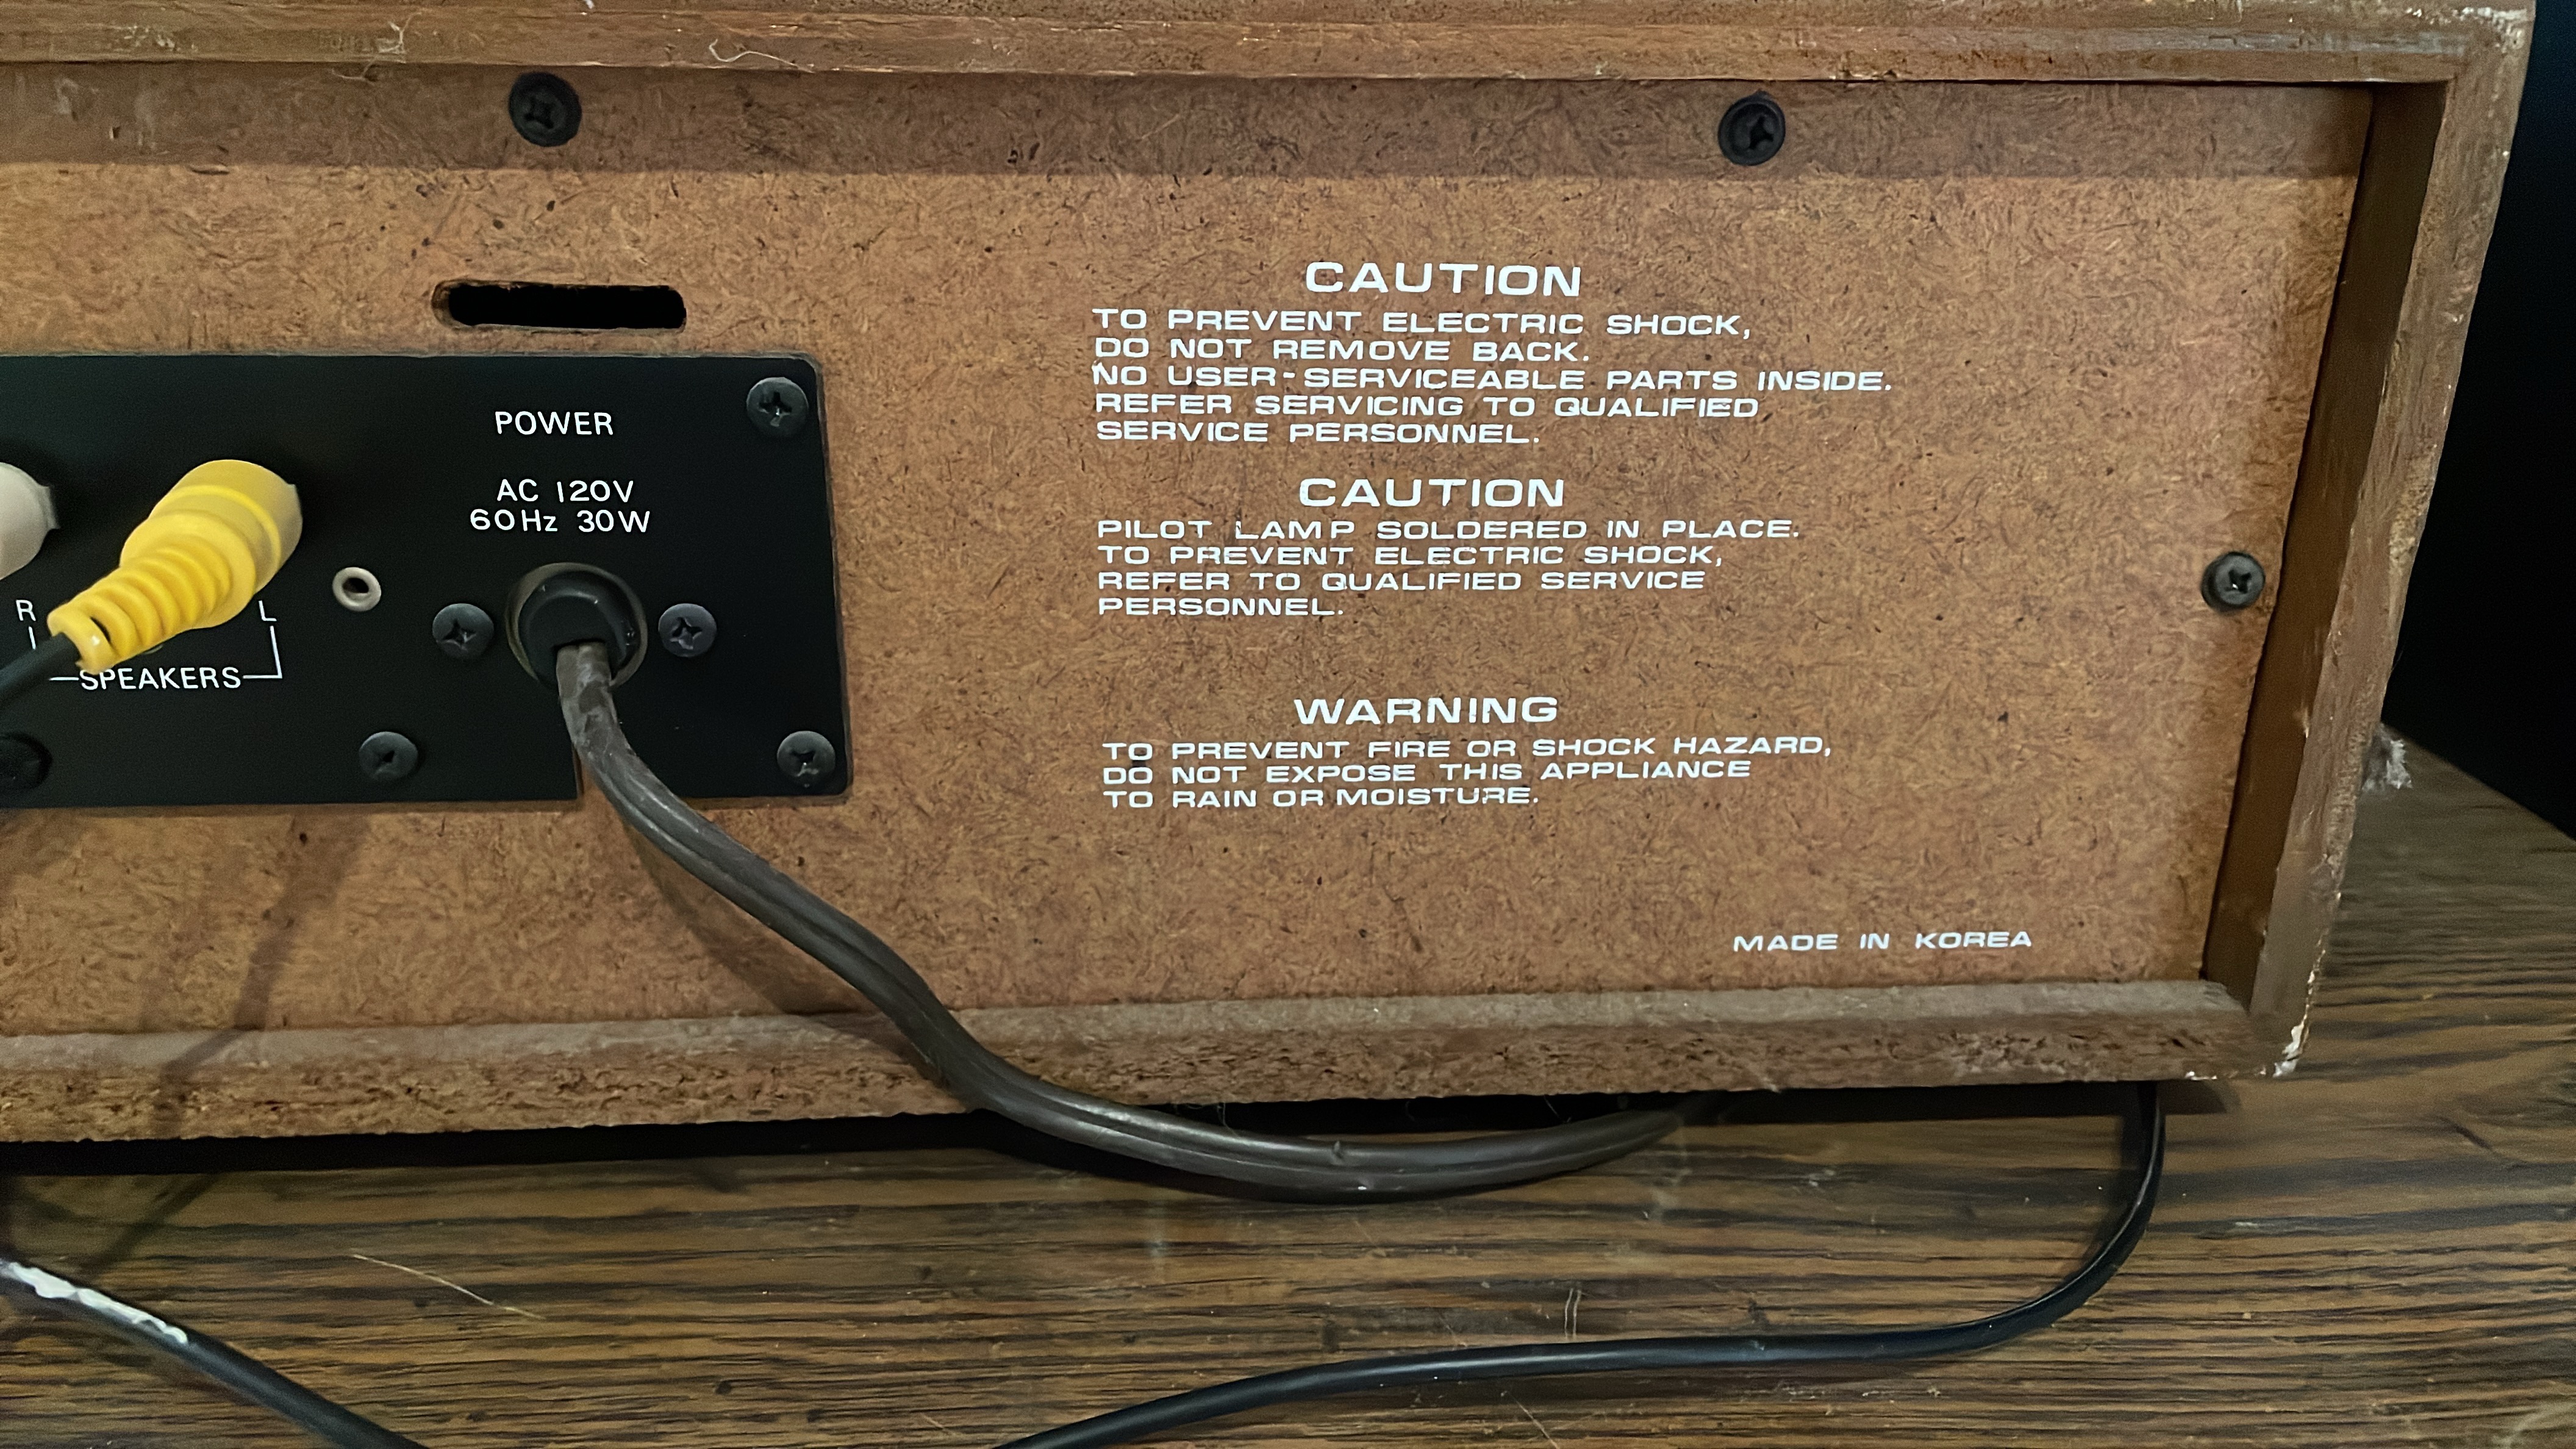 CAUTION
TO PREVENT ELECTRIC SHOCK,
DO NOT REMOVE BACK.
NO USER-SERVICEABLE PARTS INSIDE.
REFER SERVICING TO QUALIFIED
SERVICE PERSONNEL.
CAUTION
PILOT LAMP SOLDERED IN PLACE.
TO PREVENT ELECTRIC SHOCK,
REFER TO QUALIFIED SERVICE
PERSONNEL.
WARNING
TO PREVENT FIRE OR SHOCK HAZARD,
DO NOT EXPOSE THIS APPLIANCE
TO RAIN OR MOISTURE.
MADE IN KOREA
POWER
AC 120V
60Hz 30W
R L
SPEAKERS